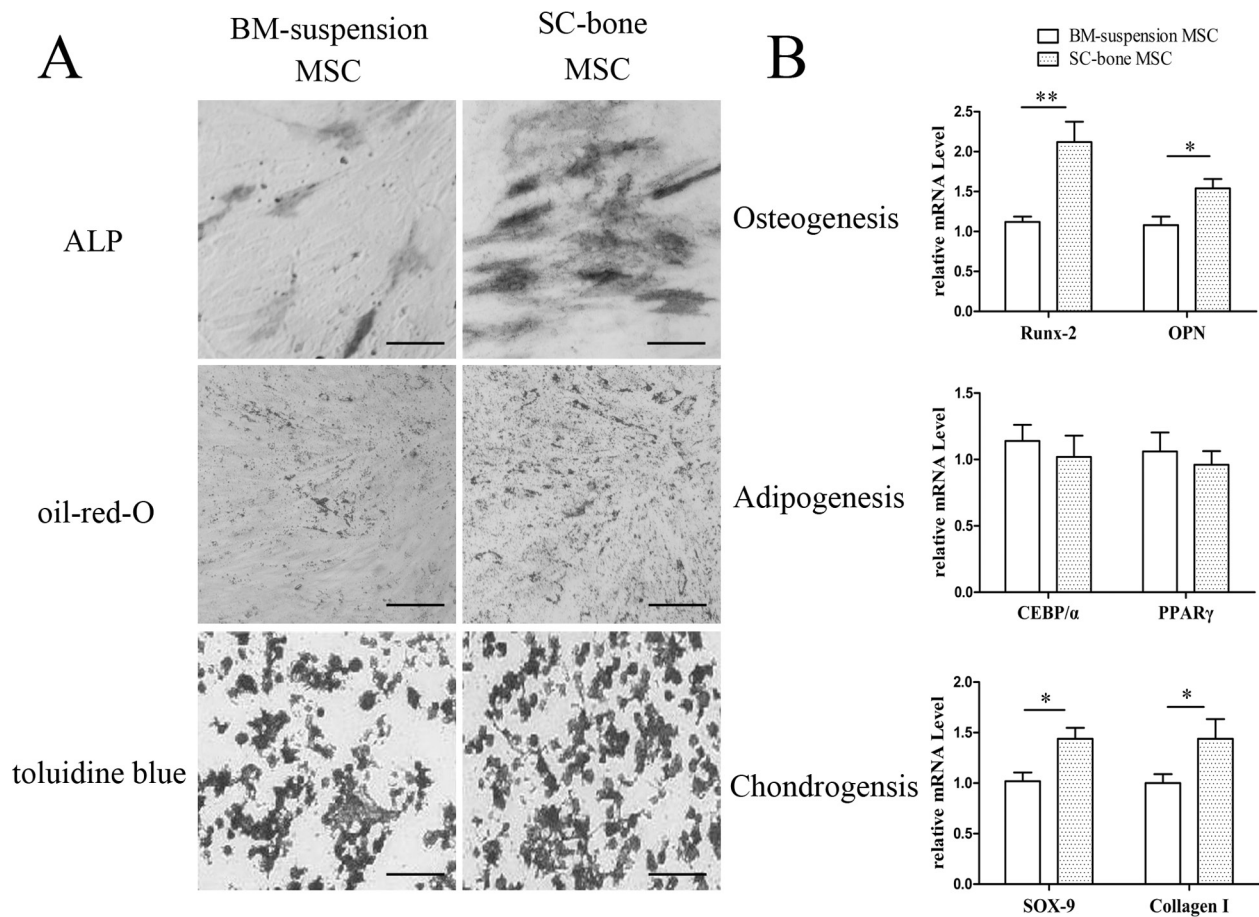 A
BM-suspension
MSC
SC-bone
MSC
ALP
oil-red-O
toluidine blue
B
BM-suspension MSC
SC-bone MSC
Osteogenesis
relative mRNA Level
2.5
2.0
1.5
1.0
0.5
0.0
**
*
Runx-2
OPN
Adipogenesis
relative mRNA Level
1.5
1.0
0.5
0.0
CEBP/α
PPARγ
Chondrogensis
relative mRNA Level
2.0
1.5
1.0
0.5
0.0
*
*
SOX-9
Collagen I